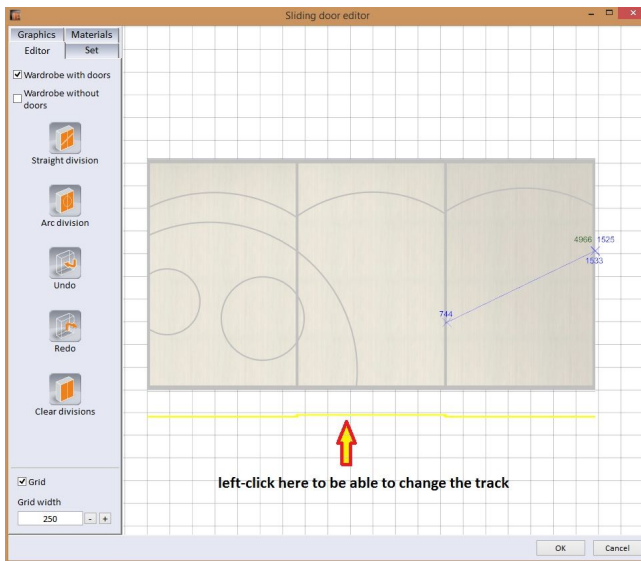 Sliding door editor
Graphics Materials
Editor Set
Wardrobe with doors
Wardrobe without
doors
Straight division
Arc division
Undo
Redo
Clear divisions
Grid
Grid width
250 - +
4966 1525
1533
744
left-click here to be able to change the track
OK Cancel